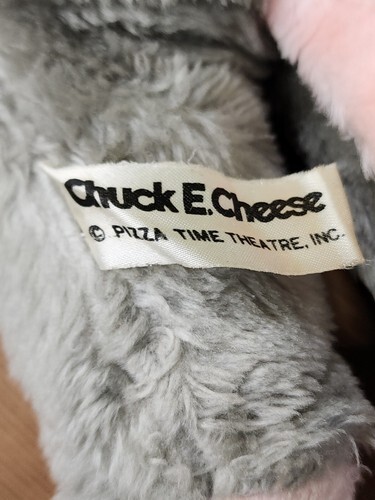 Chuck E. Cheese
© PIZZA TIME THEATRE, INC.